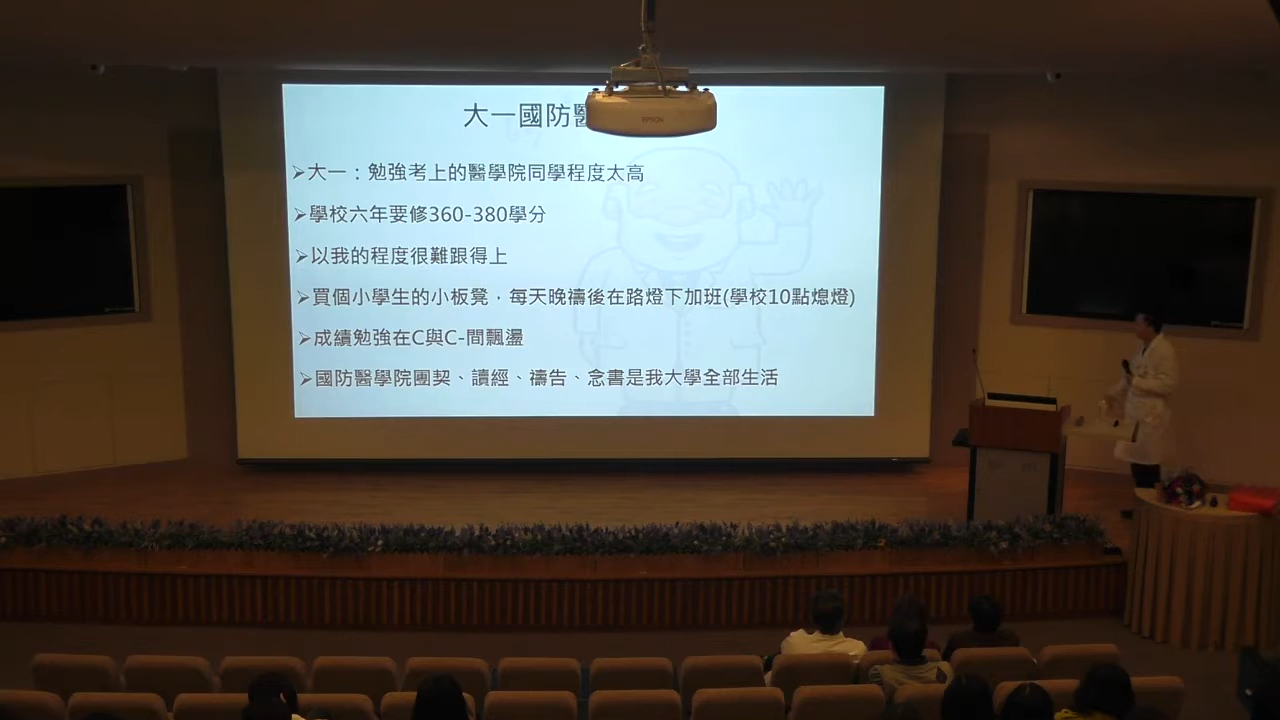 大一國防醫
➢大一：勉強考上的醫學院同學程度太高
➢學校六年要修360-380學分
➢以我的程度很難跟得上
➢買個小學生的小板凳，每天晚禱後在路燈下加班(學校10點熄燈)
➢成績勉強在C與C-間飄盪
➢國防醫學院團契、讀經、禱告、念書是我大學全部生活
EPSON